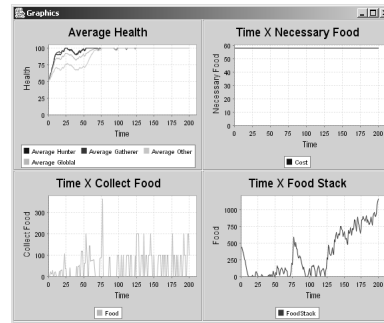 Graphics
Average Health
Health
100
75
50
25
0
0 25 50 75 100 125 150 175 200
Time
Average Hunter Average Gatherer Average Other
Average Globlal
Time X Necessary Food
Necessary Food
60
50
40
30
20
10
0
0 25 50 75 100 125 150 175 200
Time
Cost
Time X Collect Food
Collect Food
300
200
100
0
0 25 50 75 100 125 150 175 200
Time
Food
Time X Food Stack
Food
1000
750
500
250
0
0 25 50 75 100 125 150 175 200
Time
FoodStack